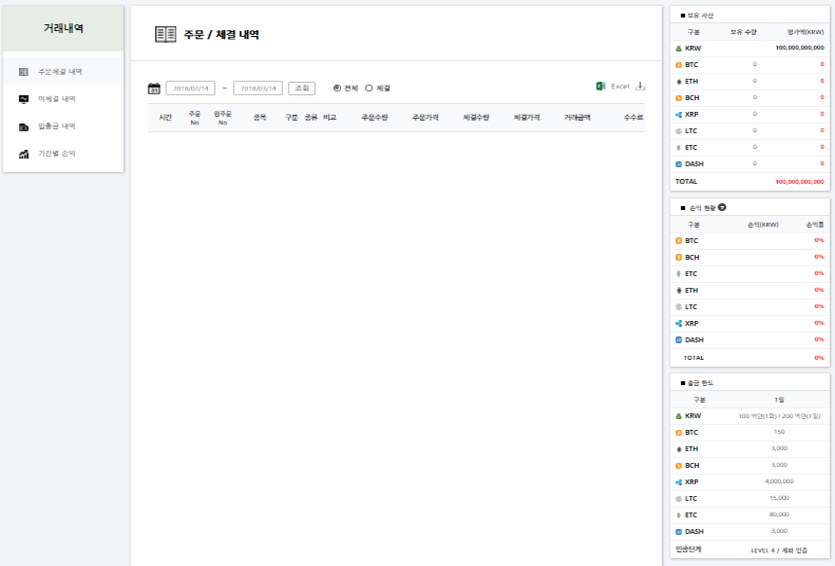 거래내역
주문체결 내역
미체결 내역
입출금 내역
기간별 손익
주문 / 체결 내역
2018/02/14 ~ 2018/03/14 조회 전체 체결
Excel
시간 주문No 원주문No 종목 구분 종류 비고 주문수량 주문가격 체결수량 체결가격 거래금액 수수료
보유 자산
구분 보유 수량 평가액(KRW)
KRW 100,000,000,000
BTC 0 0
ETH 0 0
BCH 0 0
XRP 0 0
LTC 0 0
ETC 0 0
DASH 0 0
TOTAL 100,000,000,000
손익 현황
구분 손익(KRW) 손익률
BTC 0%
BCH 0%
ETC 0%
ETH 0%
LTC 0%
XRP 0%
DASH 0%
TOTAL 0%
출금 한도
구분 1일
KRW 100 억만(1회) / 200 억만(1일)
BTC 150
ETH 3,000
BCH 3,000
XRP 4,000,000
LTC 15,000
ETC 80,000
DASH 3,000
인증단계 LEVEL 4 / 계좌 인증